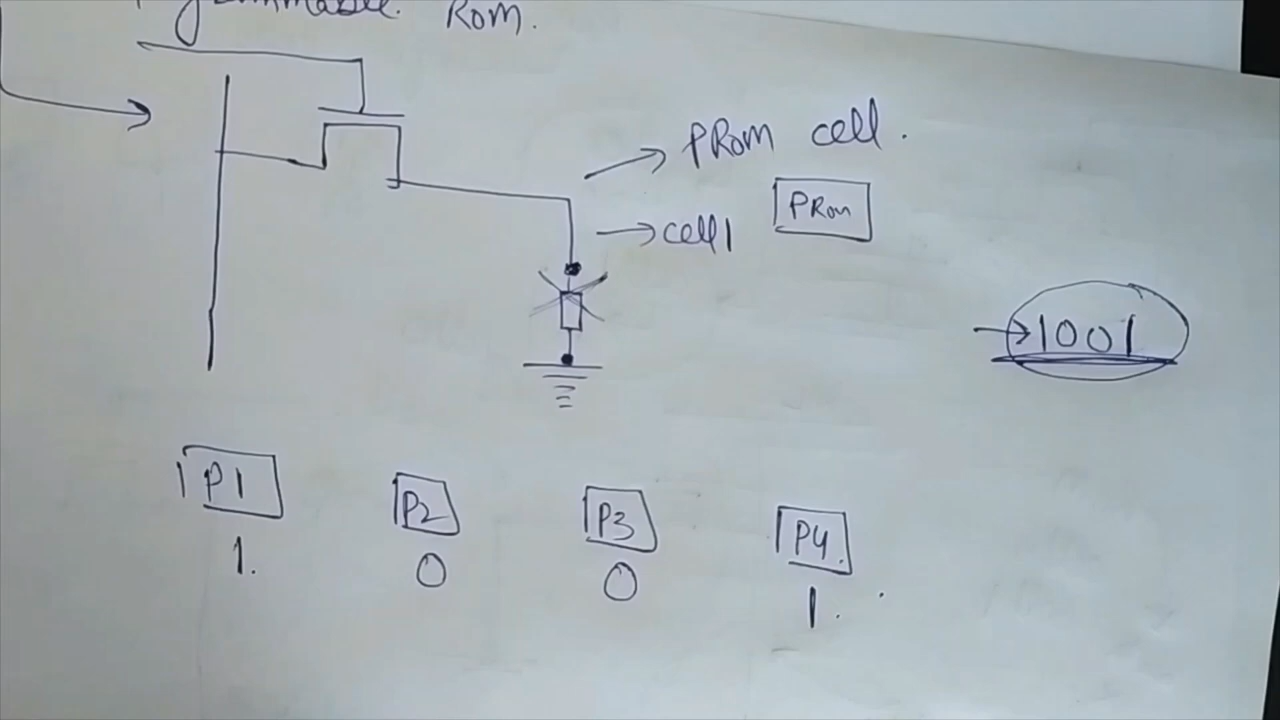 Rom.
PRom cell.
PRom
cell1
1001
P1 P2 P3 P4
1. 0 0 1.